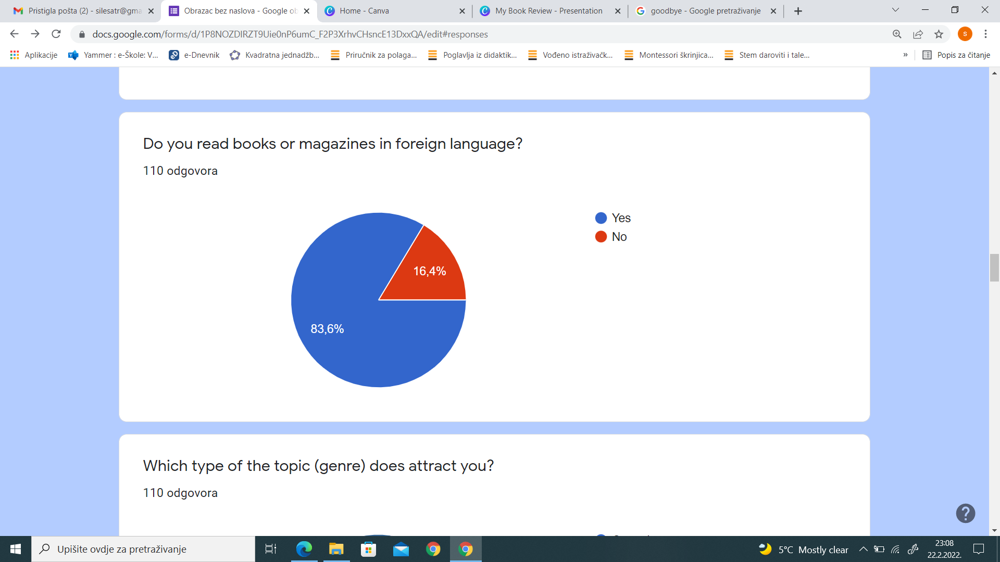 Pristigla pošta (2) - silesatr@gma
Obrazac bez naslova - Google ob
Home - Canva
My Book Review - Presentation
goodbye - Google pretraživanje
docs.google.com/forms/d/1P8NOZDIRZT9Uie0nP6umC_F2P3XrhvCHsncE13DxxQA/edit#responses
s
Aplikacije
Yammer : e-Škole: V...
e-Dnevnik
Kvadratna jednadžb...
Priručnik za polaga...
Poglavlja iz didaktik...
Vođeno istraživačk...
Montessori škrinjica...
Stem daroviti i tale...
»
Popis za čitanje
Do you read books or magazines in foreign language?
110 odgovora
Yes
No
16,4%
83,6%
Which type of the topic (genre) does attract you?
110 odgovora
Upišite ovdje za pretraživanje
5°C Mostly clear
23:08
22.2.2022.